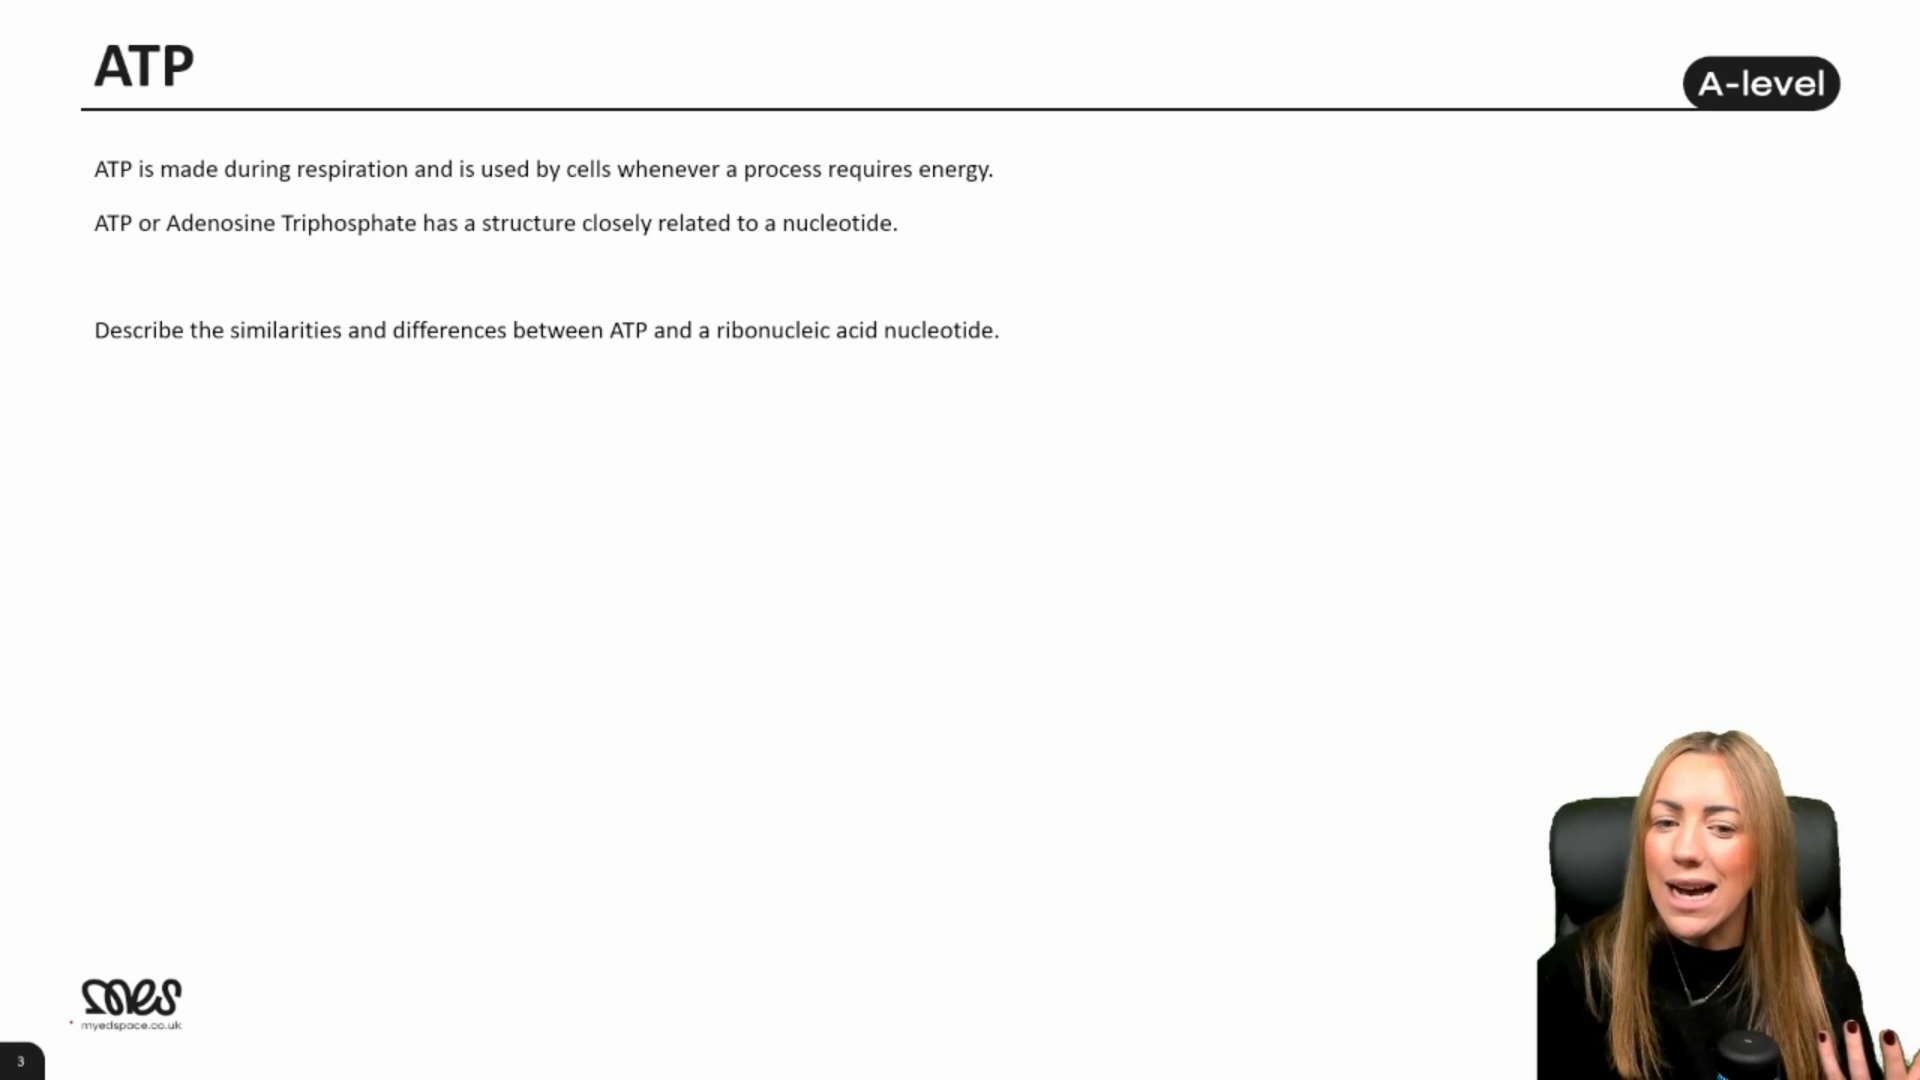 ATP
A-level
ATP is made during respiration and is used by cells whenever a process requires energy.
ATP or Adenosine Triphosphate has a structure closely related to a nucleotide.
Describe the similarities and differences between ATP and a ribonucleic acid nucleotide.
mes
myedspace.co.uk
3